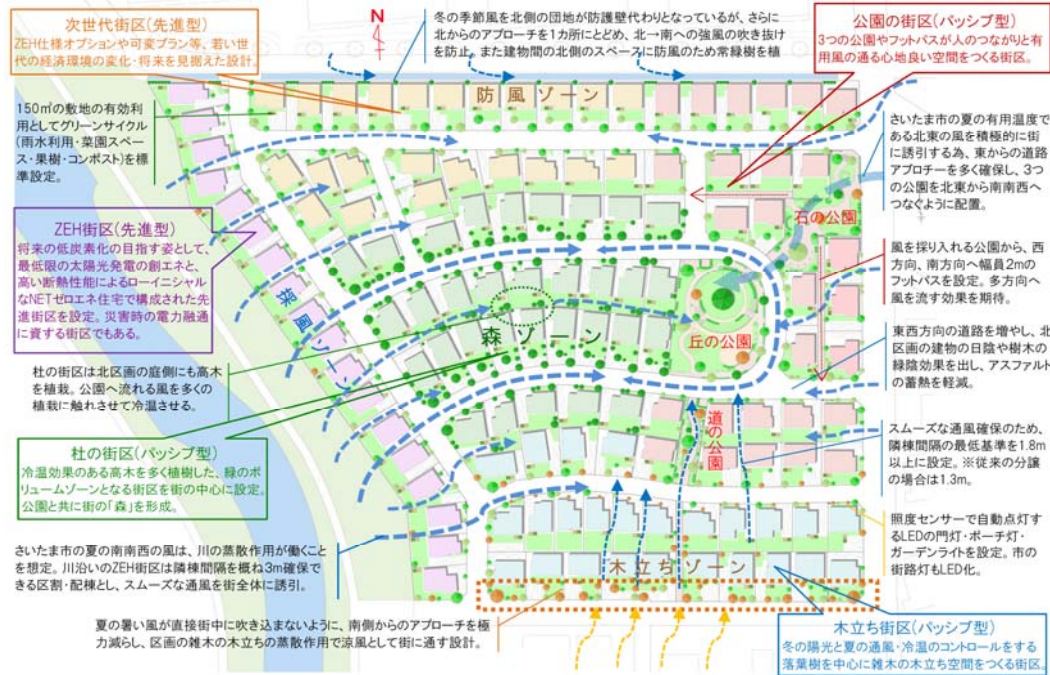 次世代街区(先進型)
ZEH仕様オプションや可変プラン等、若い世
代の経済環境の変化・将来を見据えた設計。
N
冬の季節風を北側の団地が防護壁代わりとなっているが、さらに
北からのアプローチを1カ所にとどめ、北→南への強風の吹き抜け
を防止。また建物間の北側のスペースに防風のため常緑樹を植
公園の街区(パッシブ型)
3つの公園やフットパスが人のつながりと有
用風の通る心地良い空間をつくる街区。
150㎡の敷地の有効利
用としてグリーンサイクル
(雨水利用・菜園スペー
ス・果樹・コンポスト)を標
準設定。
防風ゾーン
さいたま市の夏の有用温度で
ある北東の風を積極的に街
に誘引する為、東からの道路
アプローチを多く確保し、3つ
の公園を北東から南南西へ
つなぐように配置。
石の公園
ZEH街区(先進型)
将来の低炭素化の目指す姿として、
最低限の太陽光発電の創エネと、
高い断熱性能によるローイニシャル
なNETゼロエネ住宅で構成された先
進街区を設定。災害時の電力融通
に資する街区でもある。
採風ゾーン
風を採り入れる公園から、西
方向、南方向へ幅員2mの
フットパスを設定。多方向へ
風を流す効果を期待。
森ゾーン
丘の公園
東西方向の道路を増やし、北
区画の建物の日陰や樹木の
緑陰効果を出し、アスファルト
の蓄熱を軽減。
杜の街区は北区画の庭側にも高木
を植栽。公園へ流れる風を多くの
植栽に触れさせて冷温させる。
道の公園
杜の街区(パッシブ型)
冷温効果のある高木を多く植樹した、緑のボ
リュームゾーンとなる街区を街の中心に設定。
公園と共に街の「森」を形成。
スムーズな通風確保のため、
隣棟間隔の最低基準を1.8m
以上に設定。※従来の分譲
の場合は1.3m。
さいたま市の夏の南南西の風は、川の蒸散作用が働くこと
を想定。川沿いのZEH街区は隣棟間隔を概ね3m確保で
きる区割・配棟とし、スムーズな通風を街全体に誘引。
照度センサーで自動点灯す
るLEDの門灯・ポーチ灯・
ガーデンライトを設定。市の
街路灯もLED化。
木立ちゾーン
夏の暑い風が直接街中に吹き込まないように、南側からのアプローチを極
力減らし、区画の雑木の木立ちの蒸散作用で涼風として街に通す設計。
木立ち街区(パッシブ型)
冬の陽光と夏の通風・冷温のコントロールをする
落葉樹を中心に雑木の木立ち空間をつくる街区。